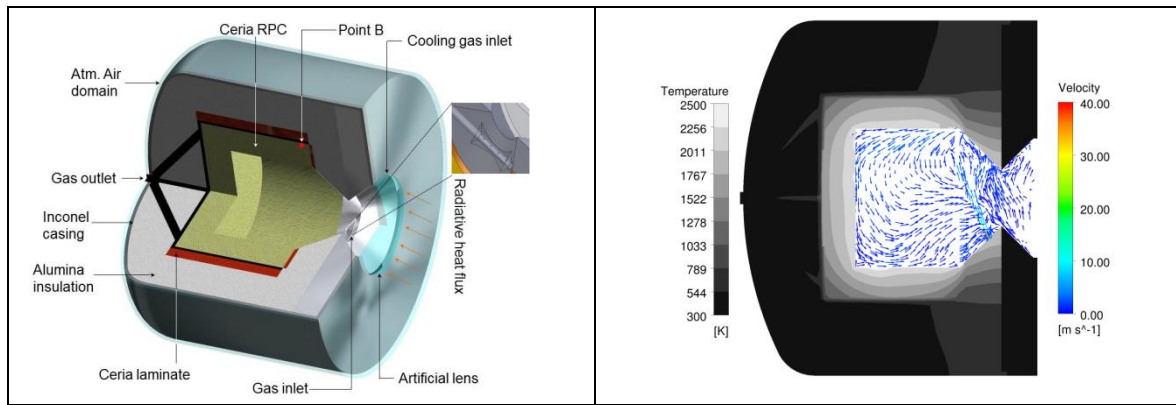 Ceria RPC
Point B
Cooling gas inlet
Atm. Air
domain
Gas outlet
Inconel
casing
Alumina
insulation
Ceria laminate
Gas inlet
Artificial lens
Radiative heat flux
Temperature
2500
2256
2011
1767
1522
1278
1033
789
544
300
[K]
Velocity
40.00
30.00
20.00
10.00
0.00
[m s^-1]